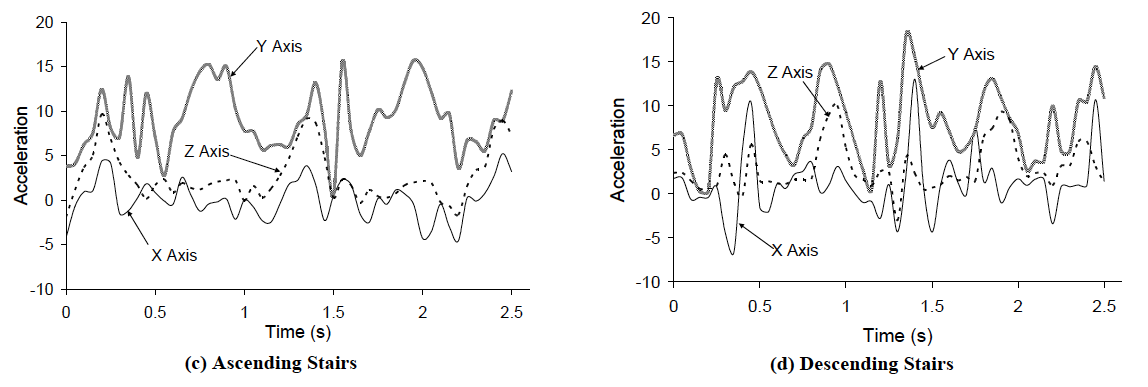 20
15
10
5
0
-5
-10
Acceleration
Y Axis
Z Axis
X Axis
0 0.5 1 1.5 2 2.5
Time (s)
(c) Ascending Stairs
20
15
10
5
0
-5
-10
Acceleration
Z Axis
Y Axis
X Axis
0 0.5 1 1.5 2 2.5
Time (s)
(d) Descending Stairs